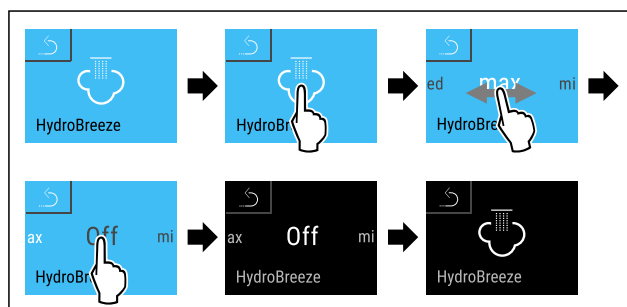 HydroBreeze
HydroBr
ed max mi
HydroBre
ax Off mi
HydroBr
ax Off mi
HydroBreeze
HydroBreeze